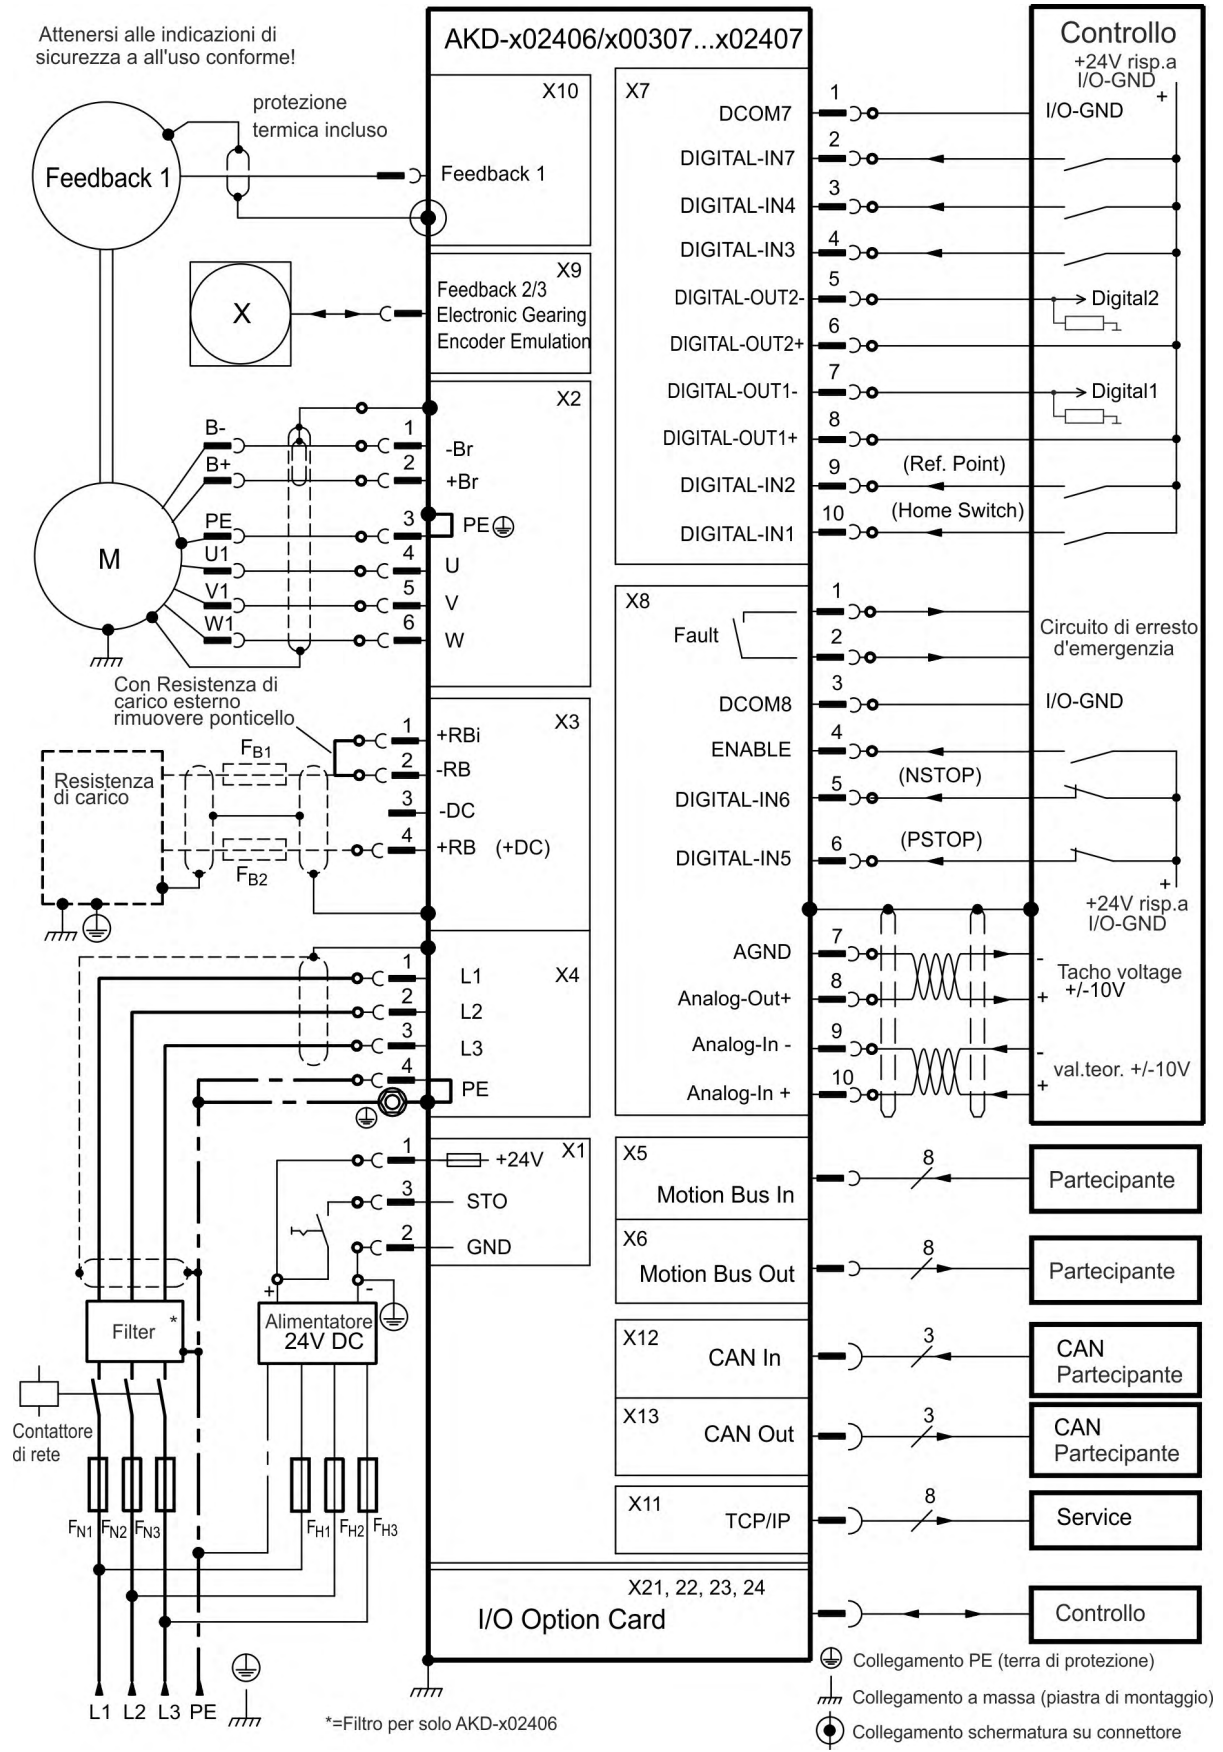 Attenersi alle indicazioni di
sicurezza a all'uso conforme!
AKD-x02406/x00307...x02407
Controllo
+24V risp.a
I/O-GND
+
protezione
termica incluso
Feedback 1
X10
Feedback 1
X9
Feedback 2/3
Electronic Gearing
Encoder Emulation
X
X2
B-
1
-Br
B+
2
+Br
PE
3
PE
U1
4
U
V1
5
V
W1
6
W
M
Con Resistenza di
carico esterno
rimuovere ponticello
X3
1
+RBi
2
-RB
3
-DC
4
+RB (+DC)
FB1
FB2
Resistenza
di carico
X4
1
L1
2
L2
3
L3
4
PE
X1
1
+24V
3
STO
2
GND
+
-
Alimentatore
24V DC
Filter *
Contattore
di rete
FN1
FN2
FN3
FH1
FH2
FH3
L1
L2
L3
PE
X7
DCOM7
1
I/O-GND
DIGITAL-IN7
2
DIGITAL-IN4
3
DIGITAL-IN3
4
DIGITAL-OUT2-
5
Digital2
DIGITAL-OUT2+
6
DIGITAL-OUT1-
7
Digital1
DIGITAL-OUT1+
8
DIGITAL-IN2
9
(Ref. Point)
DIGITAL-IN1
10
(Home Switch)
X8
Fault
1
2
Circuito di erresto
d'emergenzia
DCOM8
3
I/O-GND
ENABLE
4
DIGITAL-IN6
5
(NSTOP)
DIGITAL-IN5
6
(PSTOP)
+
+24V risp.a
I/O-GND
AGND
7
-
Tacho voltage
+/-10V
Analog-Out+
8
+
Analog-In -
9
-
val.teor. +/-10V
Analog-In +
10
+
X5
Motion Bus In
8
Partecipante
X6
Motion Bus Out
8
Partecipante
X12
CAN In
3
CAN
Partecipante
X13
CAN Out
3
CAN
Partecipante
X11
TCP/IP
8
Service
X21, 22, 23, 24
I/O Option Card
Controllo
Collegamento PE (terra di protezione)
Collegamento a massa (piastra di montaggio)
Collegamento schermatura su connettore
*=Filtro per solo AKD-x02406